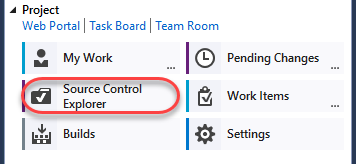 Project
Web Portal | Task Board | Team Room
My Work ...
Pending Changes ...
Source Control
Explorer
Work Items ...
Builds
Settings